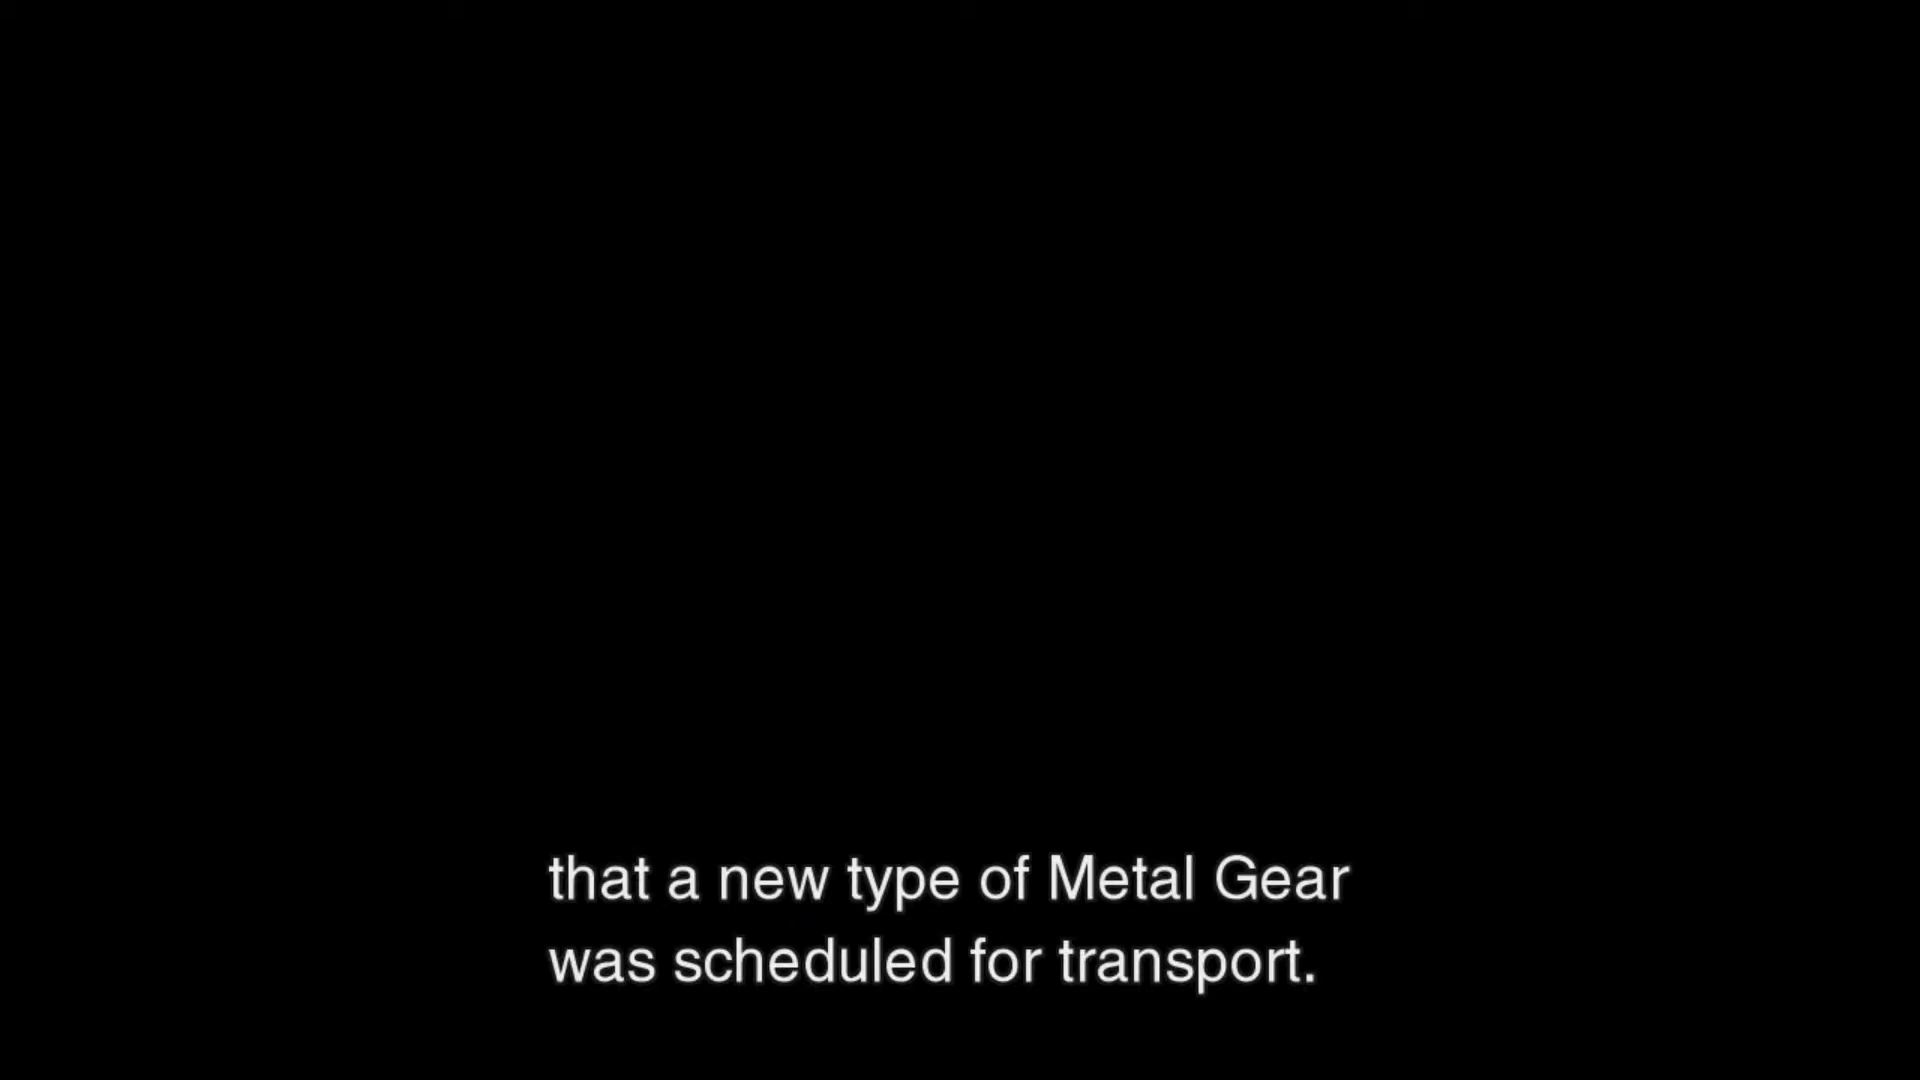 that a new type of Metal Gear
was scheduled for transport.